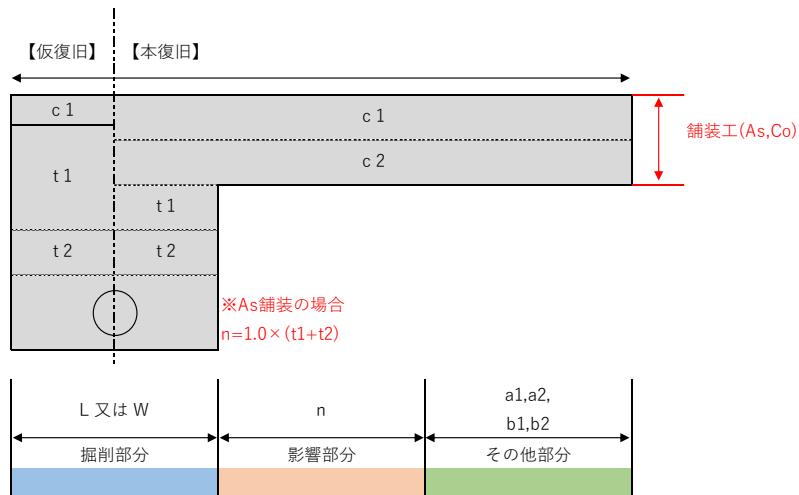 【仮復旧】 【本復旧】
c 1
c 1
舗装工(As,Co)
c 2
t 1
t 1
t 2
t 2
※As舗装の場合
n=1.0×(t1+t2)
L 又は W
n
a1,a2,
b1,b2
掘削部分
影響部分
その他部分